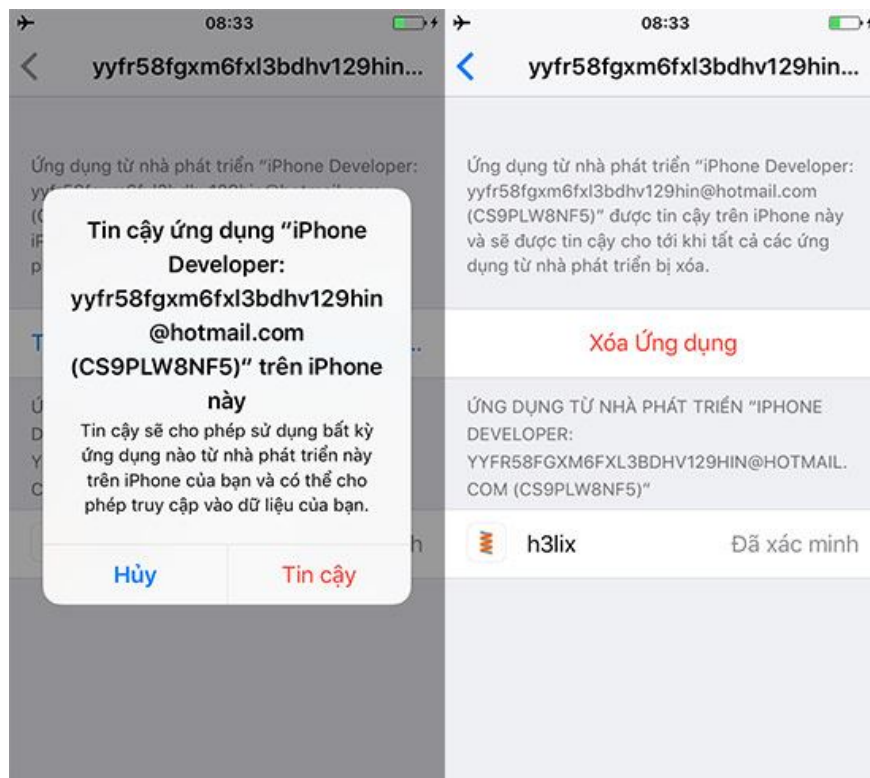 08:33
yyfr58fgxm6fxl3bdhv129hin...
Ứng dụng từ nhà phát triển “iPhone Developer:
Tin cậy ứng dụng “iPhone
Developer:
yyfr58fgxm6fxl3bdhv129hin
@hotmail.com
(CS9PLW8NF5)” trên iPhone
này
Tin cậy sẽ cho phép sử dụng bất kỳ
ứng dụng nào từ nhà phát triển này
trên iPhone của bạn và có thể cho
phép truy cập vào dữ liệu của bạn.
Hủy
Tin cậy
08:33
yyfr58fgxm6fxl3bdhv129hin...
Ứng dụng từ nhà phát triển “iPhone Developer:
yyfr58fgxm6fxl3bdhv129hin@hotmail.com
(CS9PLW8NF5)” được tin cậy trên iPhone này
và sẽ được tin cậy cho tới khi tất cả các ứng
dụng từ nhà phát triển bị xóa.
Xóa Ứng dụng
ỨNG DỤNG TỪ NHÀ PHÁT TRIỂN “IPHONE
DEVELOPER:
YYFR58FGXM6FXL3BDHV129HIN@HOTMAIL.
COM (CS9PLW8NF5)”
h3lix
Đã xác minh